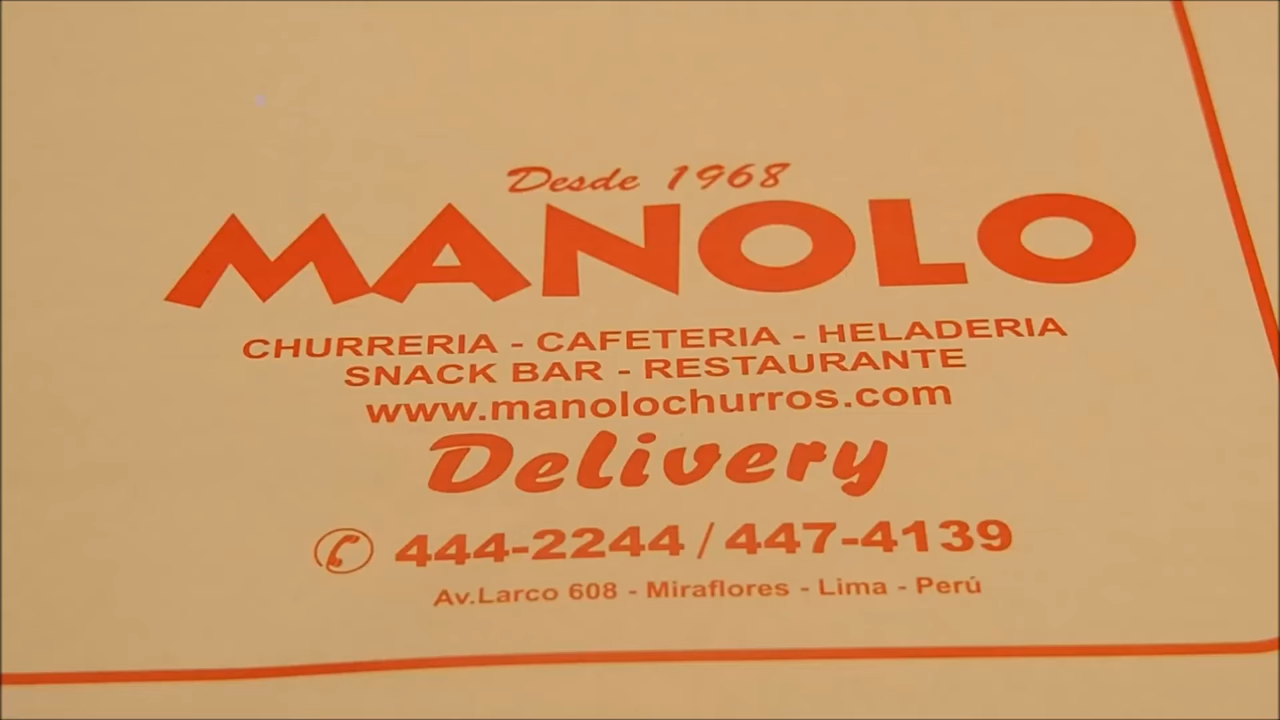 Desde 1968
MANOLO
CHURRERIA - CAFETERIA - HELADERIA
SNACK BAR - RESTAURANTE
www.manolochurros.com
Delivery
444-2244 / 447-4139
Av.Larco 608 - Miraflores - Lima - Perú